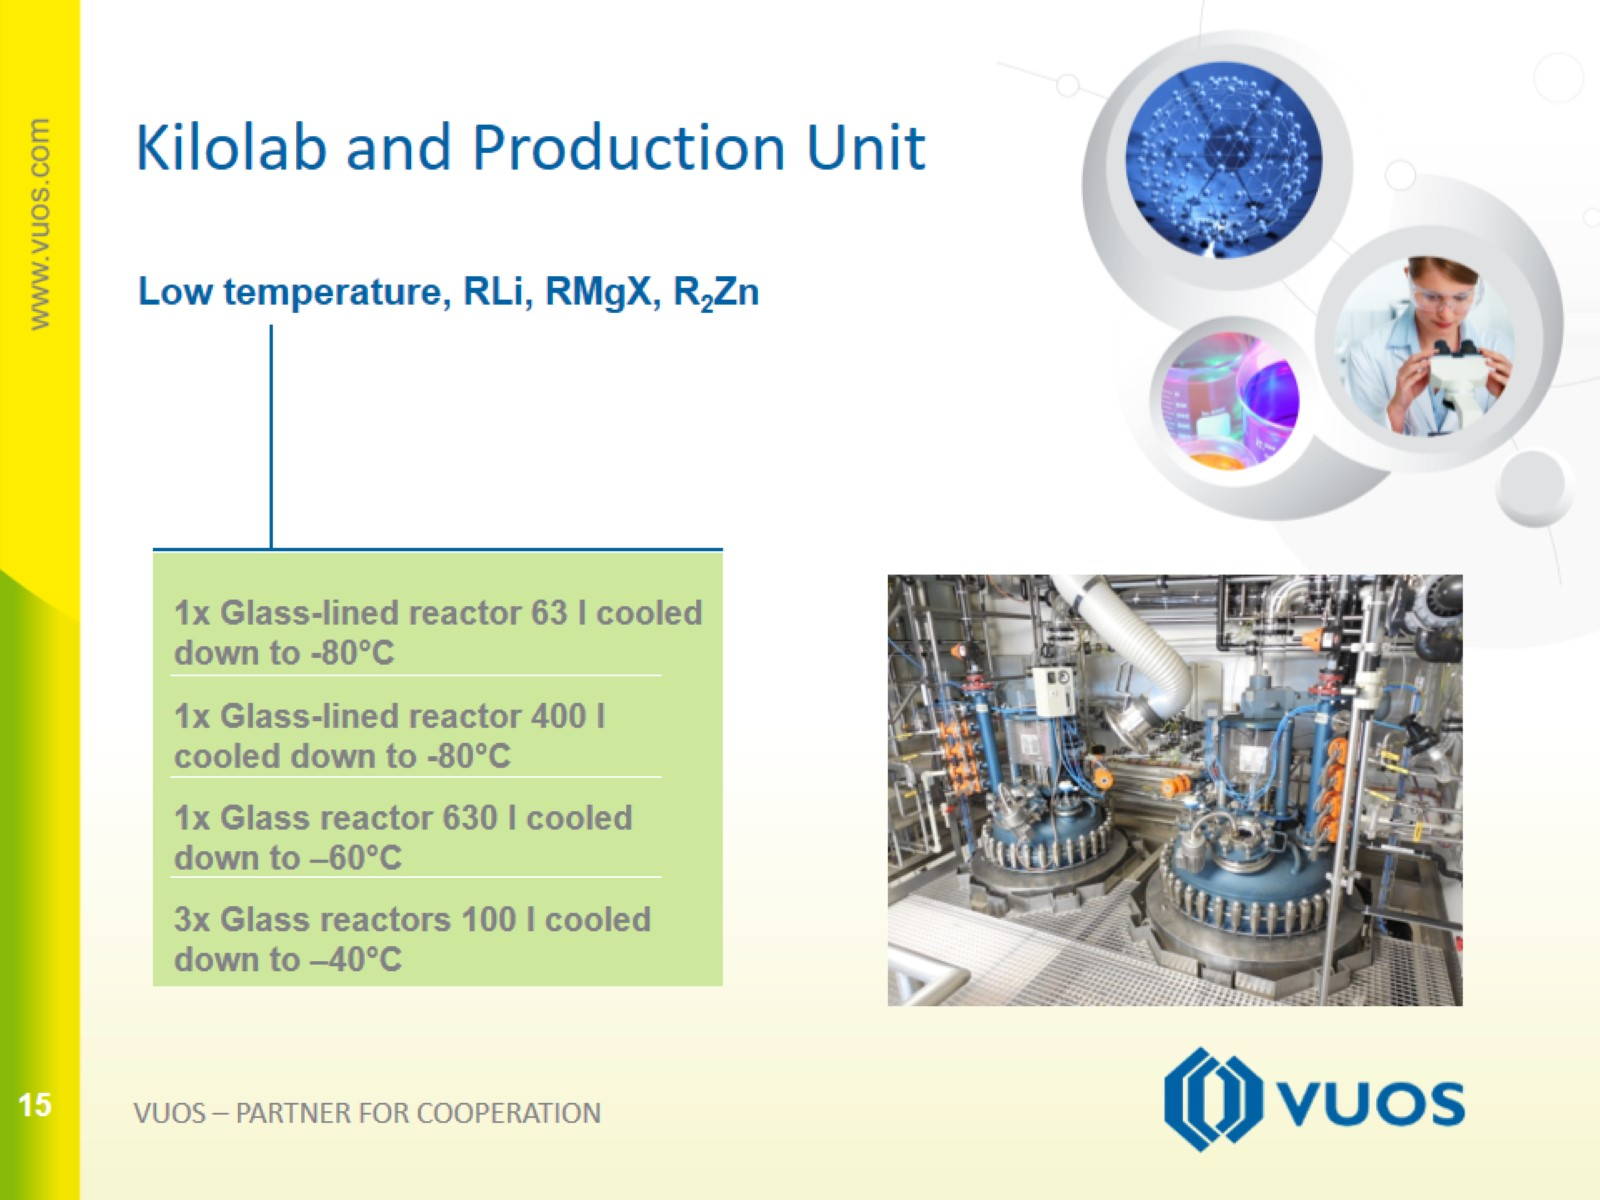 www.vuos.com
Kilolab and Production Unit
Low temperature, RLi, RMgX, R₂Zn
1x Glass-lined reactor 63 l cooled
down to -80°C
1x Glass-lined reactor 400 l
cooled down to -80°C
1x Glass reactor 630 l cooled
down to –60°C
3x Glass reactors 100 l cooled
down to –40°C
15
VUOS – PARTNER FOR COOPERATION
VUOS